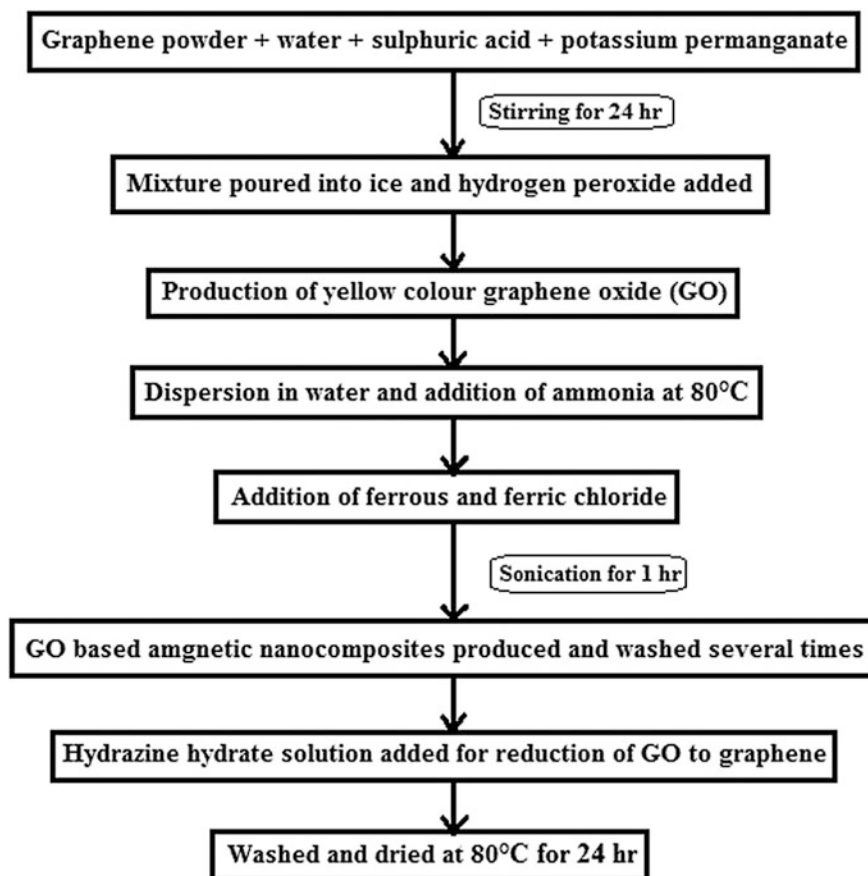 Graphene powder + water + sulphuric acid + potassium permanganate
Stirring for 24 hr
Mixture poured into ice and hydrogen peroxide added
Production of yellow colour graphene oxide (GO)
Dispersion in water and addition of ammonia at 80°C
Addition of ferrous and ferric chloride
Sonication for 1 hr
GO based amgnetic nanocomposites produced and washed several times
Hydrazine hydrate solution added for reduction of GO to graphene
Washed and dried at 80°C for 24 hr